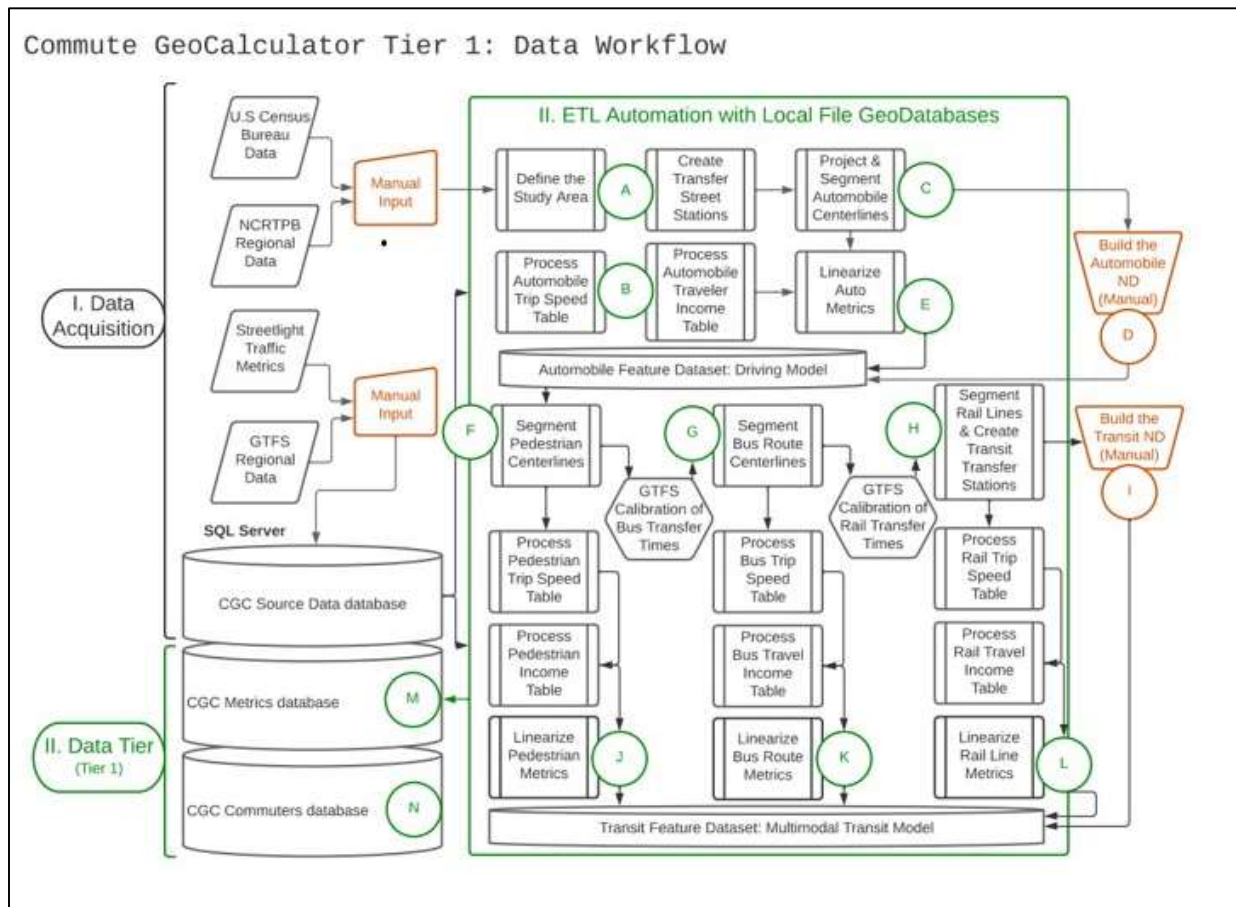 Commute GeoCalculator Tier 1: Data Workflow
U.S Census
Bureau
Data
Manual
Input
NCRTPB
Regional
Data
I. Data
Acquisition
Streetlight
Traffic
Metrics
Manual
Input
GTFS
Regional
Data
SQL Server
CGC Source Data database
II. Data Tier
(Tier 1)
CGC Metrics database
M
CGC Commuters database
N
II. ETL Automation with Local File GeoDatabases
Define the
Study Area
A
Create
Transfer
Street
Stations
Project &
Segment
Automobile
Centerlines
C
Build the
Automobile
ND
(Manual)
D
Process
Automobile
Trip Speed
Table
B
Process
Automobile
Traveler
Income
Table
Linearize
Auto
Metrics
E
Automobile Feature Dataset: Driving Model
F
Segment
Pedestrian
Centerlines
GTFS
Calibration of
Bus Transfer
Times
G
Segment
Bus Route
Centerlines
GTFS
Calibration of
Rail Transfer
Times
H
Segment
Rail Lines
& Create
Transit
Transfer
Stations
Build the
Transit ND
(Manual)
I
Process
Pedestrian
Trip Speed
Table
Process
Bus Trip
Speed
Table
Process
Rail Trip
Speed
Table
Process
Pedestrian
Income
Table
Process
Bus Travel
Income
Table
Process
Rail Travel
Income
Table
Linearize
Pedestrian
Metrics
J
Linearize
Bus Route
Metrics
K
Linearize
Rail Line
Metrics
L
Transit Feature Dataset: Multimodal Transit Model